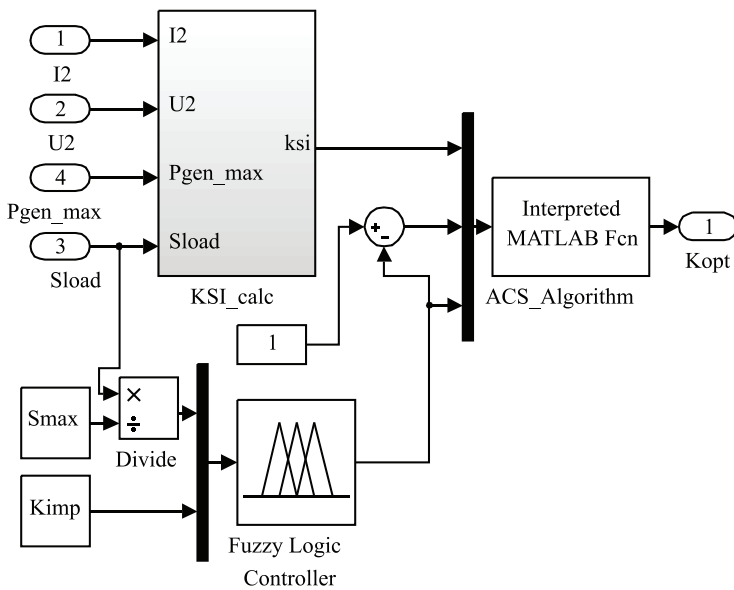 1
I2
I2
2
U2
U2
ksi
4
Pgen_max
Pgen_max
3
Sload
Sload
KSI_calc
+
-
Interpreted
MATLAB Fcn
ACS_Algorithm
1
Kopt
1
Smax
×
÷
Divide
Kimp
Fuzzy Logic
Controller